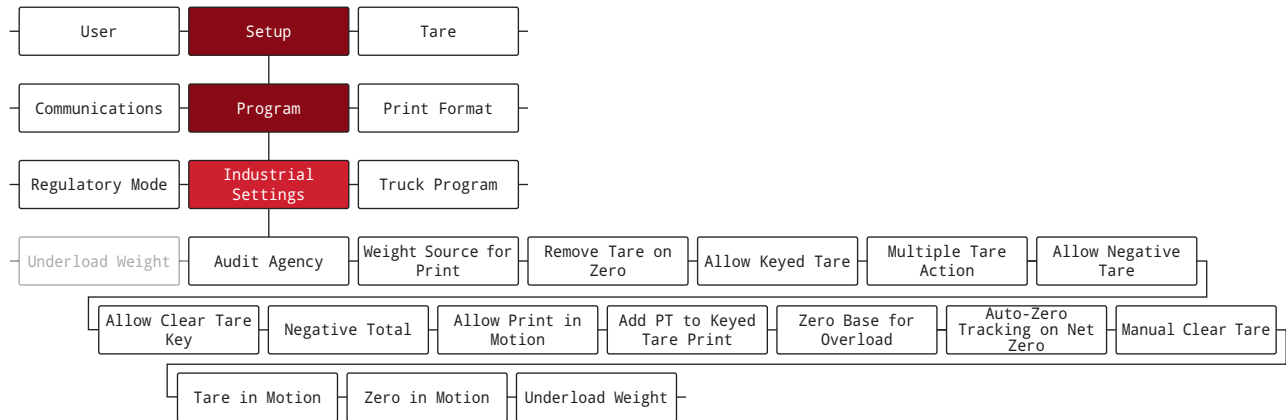 User
Setup
Tare
Communications
Program
Print Format
Regulatory Mode
Industrial
Settings
Truck Program
Underload Weight
Audit Agency
Weight Source for
Print
Remove Tare on
Zero
Allow Keyed Tare
Multiple Tare
Action
Allow Negative
Tare
Allow Clear Tare
Key
Negative Total
Allow Print in
Motion
Add PT to Keyed
Tare Print
Zero Base for
Overload
Auto-Zero
Tracking on Net
Zero
Manual Clear Tare
Tare in Motion
Zero in Motion
Underload Weight